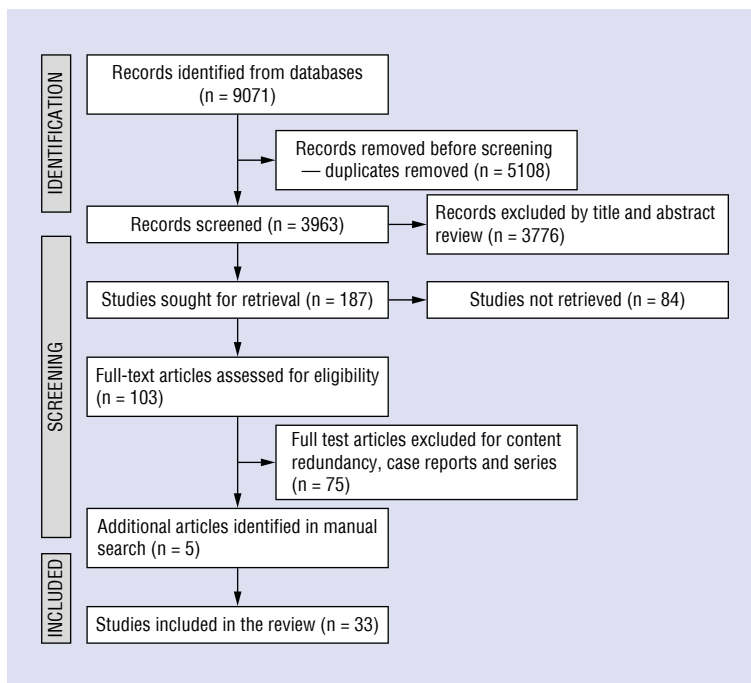 IDENTIFICATION
Records identified from databases
(n = 9071)
Records removed before screening
— duplicates removed (n = 5108)
Records screened (n = 3963)
Records excluded by title and abstract
review (n = 3776)
SCREENING
Studies sought for retrieval (n = 187)
Studies not retrieved (n = 84)
Full-text articles assessed for eligibility
(n = 103)
Full test articles excluded for content
redundancy, case reports and series
(n = 75)
Additional articles identified in manual
search (n = 5)
INCLUDED
Studies included in the review (n = 33)